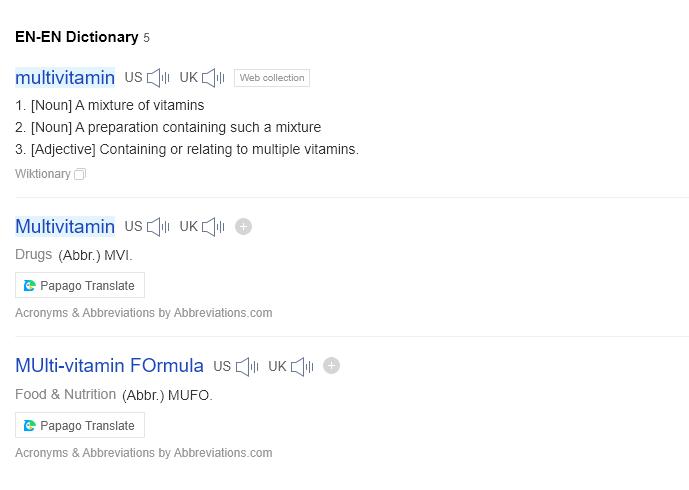 EN-EN Dictionary 5
multivitamin US UK Web collection
1. [Noun] A mixture of vitamins
2. [Noun] A preparation containing such a mixture
3. [Adjective] Containing or relating to multiple vitamins.
Wiktionary
Multivitamin US UK
Drugs (Abbr.) MVI.
Papago Translate
Acronyms & Abbreviations by Abbreviations.com
MUlti-vitamin FOrmula US UK
Food & Nutrition (Abbr.) MUFO.
Papago Translate
Acronyms & Abbreviations by Abbreviations.com